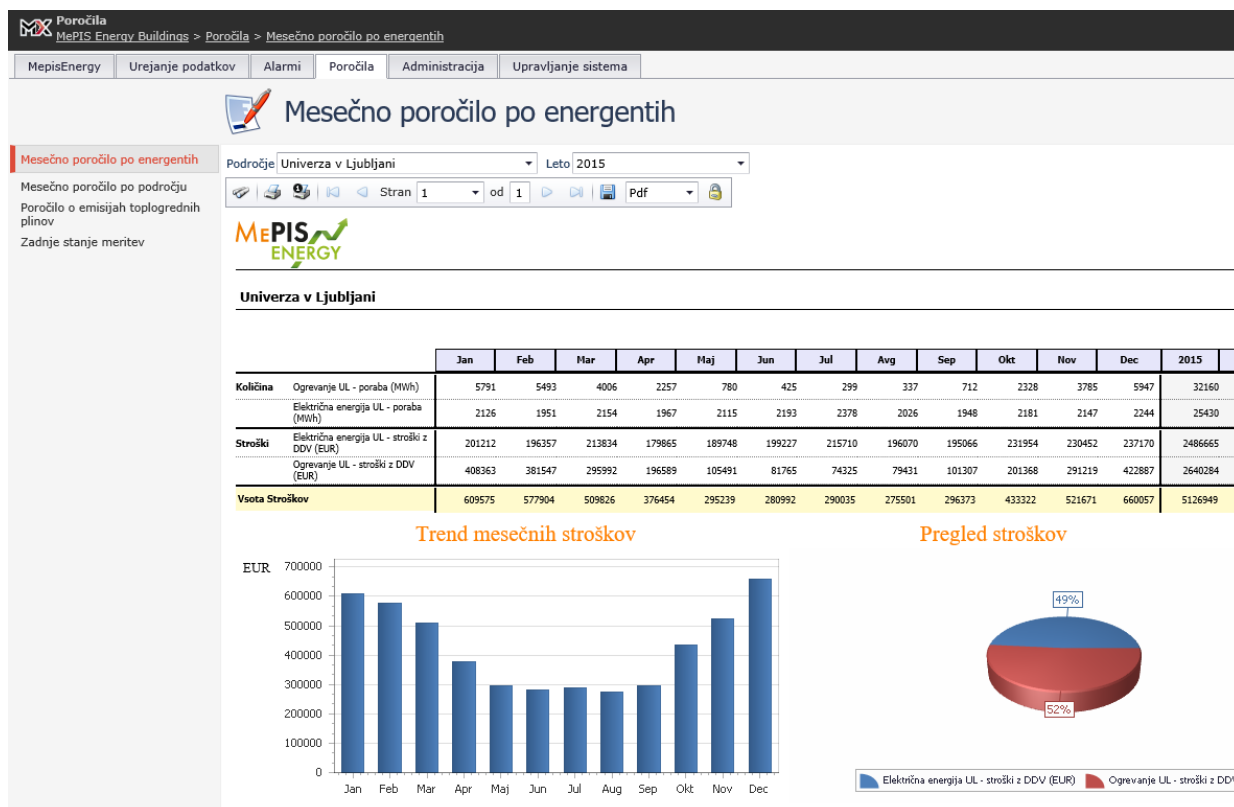 Poročila
MePIS Energy Buildings > Poročila > Mesečno poročilo po energentih
MepisEnergy Urejanje podatkov Alarmi Poročila Administracija Upravljanje sistema
Mesečno poročilo po energentih
Mesečno poročilo po energentih
Mesečno poročilo po področju
Poročilo o emisijah toplogrednih
plinov
Zadnje stanje meritev
Področje Univerza v Ljubljani Leto 2015
Stran 1 od 1 Pdf
MEPIS
ENERGY
Univerza v Ljubljani
Jan Feb Mar Apr Maj Jun Jul Avg Sep Okt Nov Dec 2015
Količina Ogrevanje UL - poraba (MWh) 5791 5493 4006 2257 780 425 299 337 712 2328 3785 5947 32160
Električna energija UL - poraba
(MWh) 2126 1951 2154 1967 2115 2193 2378 2026 1948 2181 2147 2244 25430
Stroški Električna energija UL - stroški z
DDV (EUR) 201212 196357 213834 179865 189748 199227 215710 196070 195066 231954 230452 237170 2486665
Ogrevanje UL - stroški z DDV
(EUR) 408363 381547 295992 196589 105491 81765 74325 79431 101307 201368 291219 422887 2640284
Vsota Stroškov 609575 577904 509826 376454 295239 280992 290035 275501 296373 433322 521671 660057 5126949
Trend mesečnih stroškov
EUR
700000
600000
500000
400000
300000
200000
100000
0
Jan Feb Mar Apr Maj Jun Jul Aug Sep Okt Nov Dec
Pregled stroškov
49%
52%
Električna energija UL - stroški z DDV (EUR) Ogrevanje UL - stroški z DDV